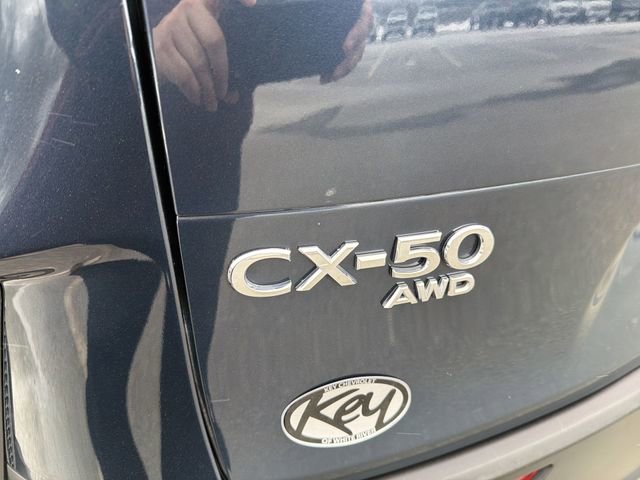 CX-50
AWD
KEY CHEVROLET
Key
OF WHITE RIVER